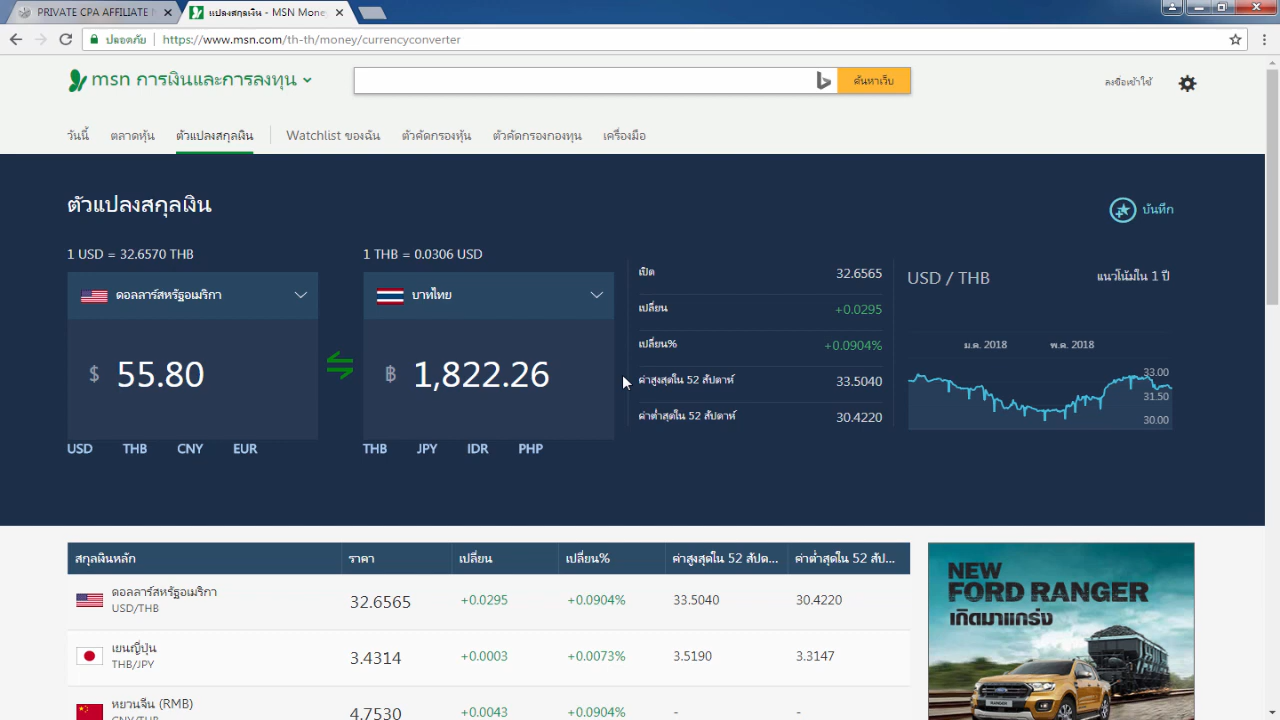 PRIVATE CPA AFFILIATE
แปลงสกุลเงิน - MSN Mone
ปลอดภัย
https://www.msn.com/th-th/money/currencyconverter
msn การเงินและการลงทุน
ค้นหาเว็บ
ลงชื่อเข้าใช้
วันนี้ ตลาดหุ้น ตัวแปลงสกุลเงิน Watchlist ของฉัน ตัวคัดกรองหุ้น ตัวคัดกรองกองทุน เครื่องมือ
ตัวแปลงสกุลเงิน
บันทึก
1 USD = 32.6570 THB
ดอลลาร์สหรัฐอเมริกา
$ 55.80
USD THB CNY EUR
1 THB = 0.0306 USD
บาทไทย
฿ 1,822.26
THB JPY IDR PHP
เปิด 32.6565
เปลี่ยน +0.0295
เปลี่ยน% +0.0904%
ค่าสูงสุดใน 52 สัปดาห์ 33.5040
ค่าต่ำสุดใน 52 สัปดาห์ 30.4220
USD / THB แนวโน้มใน 1 ปี
ม.ค. 2018 พ.ค. 2018
33.00
31.50
30.00
สกุลเงินหลัก ราคา เปลี่ยน เปลี่ยน% ค่าสูงสุดใน 52 สัปด... ค่าต่ำสุดใน 52 สัป...
ดอลลาร์สหรัฐอเมริกา
USD/THB 32.6565 +0.0295 +0.0904% 33.5040 30.4220
เยนญี่ปุ่น
THB/JPY 3.4314 +0.0003 +0.0073% 3.5190 3.3147
หยวนจีน (RMB)
CNY/THB 4.7530 +0.0043 +0.0904% - -
NEW
FORD RANGER
เกิดมาแกร่ง